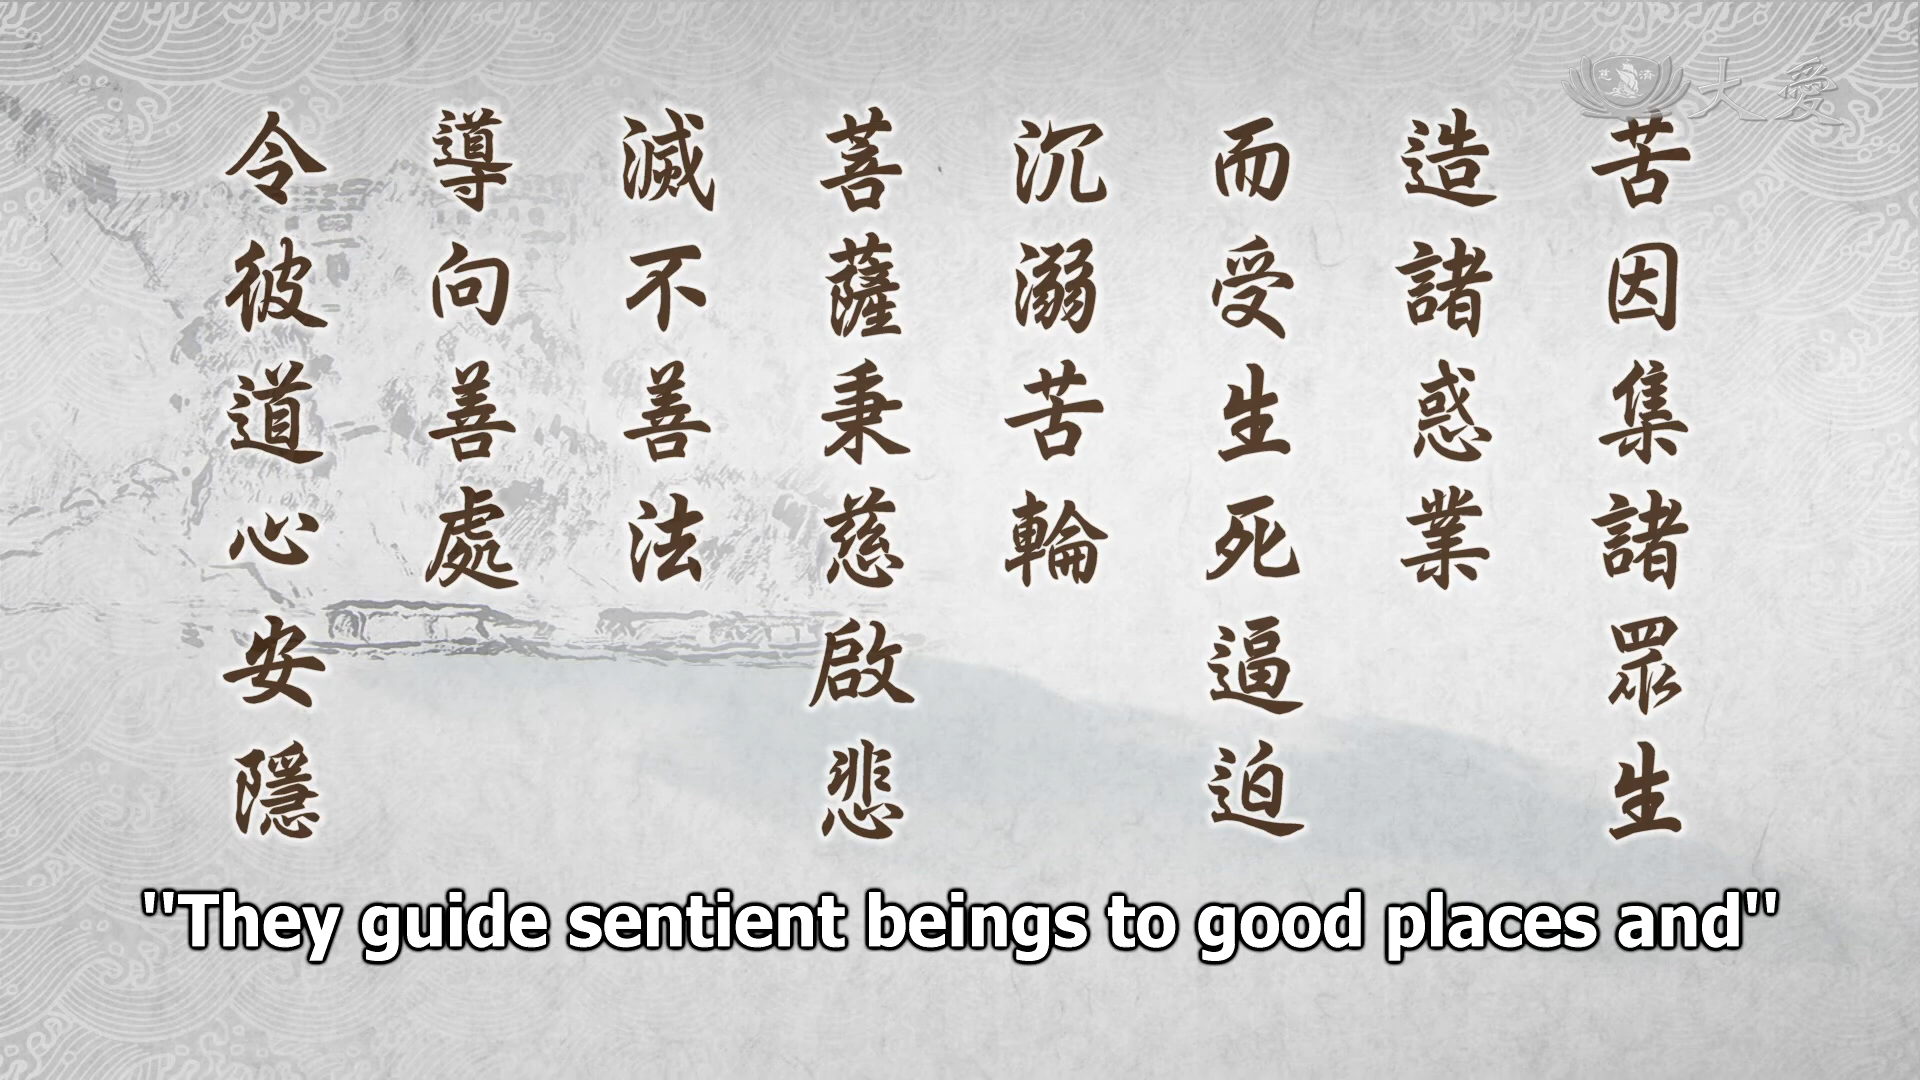 慈濟 大愛
苦因集諸眾生
造諸惑業
而受生死逼迫
沉溺苦輪
菩薩秉慈啟悲
滅不善法
導向善處
令彼道心安隱
"They guide sentient beings to good places and"